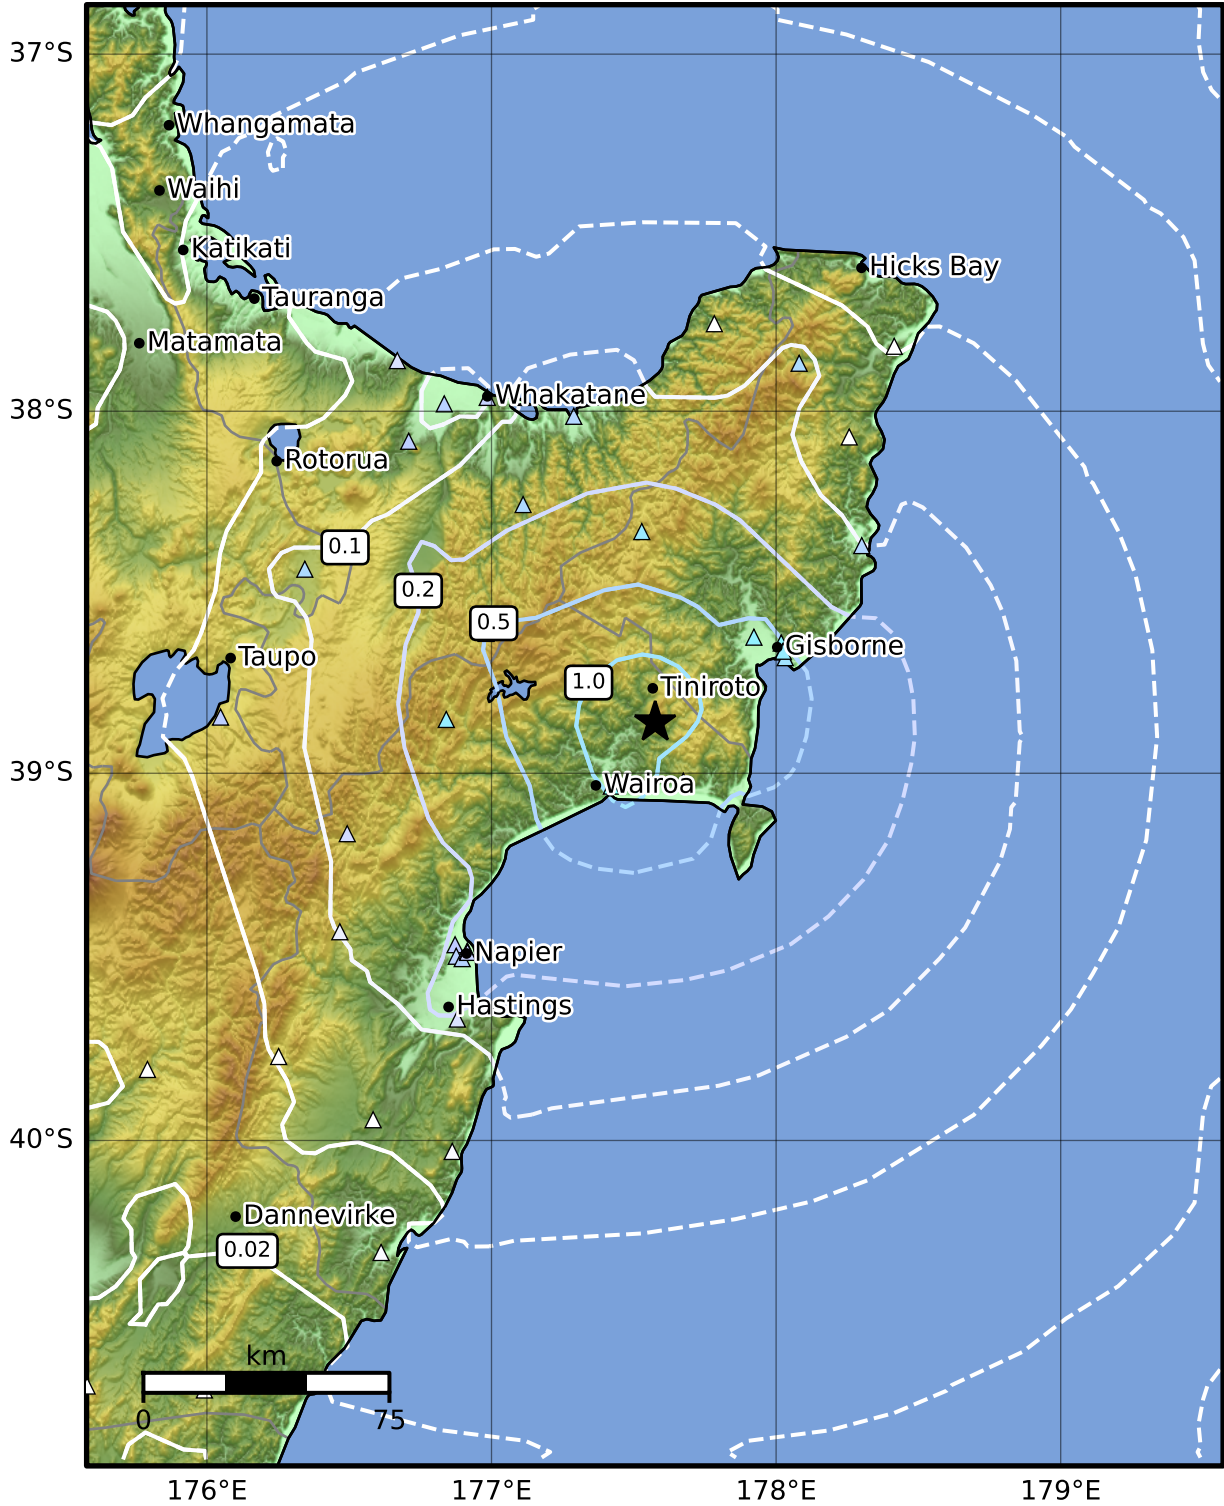 37°S
Whangamata
Waihi
Katikati
Hicks Bay
Tauranga
Matamata
Whakatane
38°S
Rotorua
0.1
0.2
0.5
Gisborne
Taupo
1.0
Tiniroto
39°S
Wairoa
Napier
Hastings
40°S
Dannevirke
0.02
km
0
75
176°E
177°E
178°E
179°E